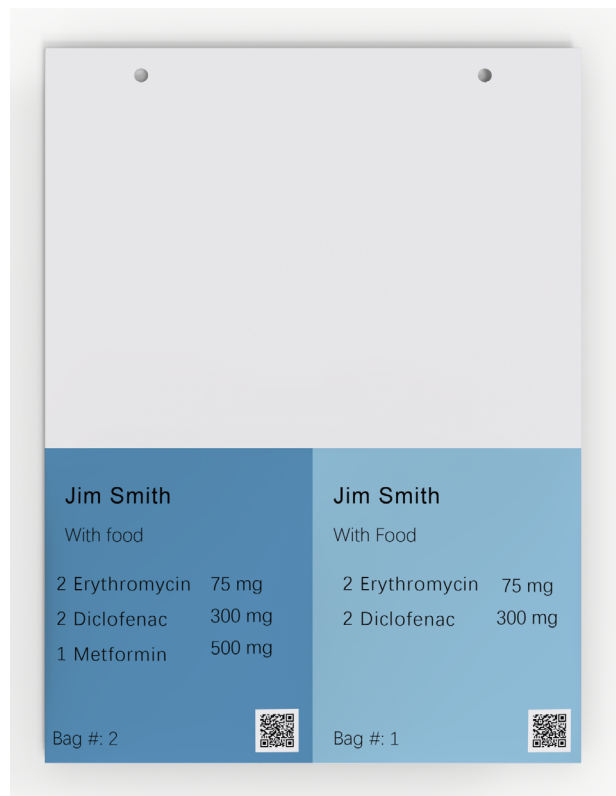 Jim Smith
With food
2 Erythromycin 75 mg
2 Diclofenac 300 mg
1 Metformin 500 mg
Bag #: 2
Jim Smith
With Food
2 Erythromycin 75 mg
2 Diclofenac 300 mg
Bag #: 1